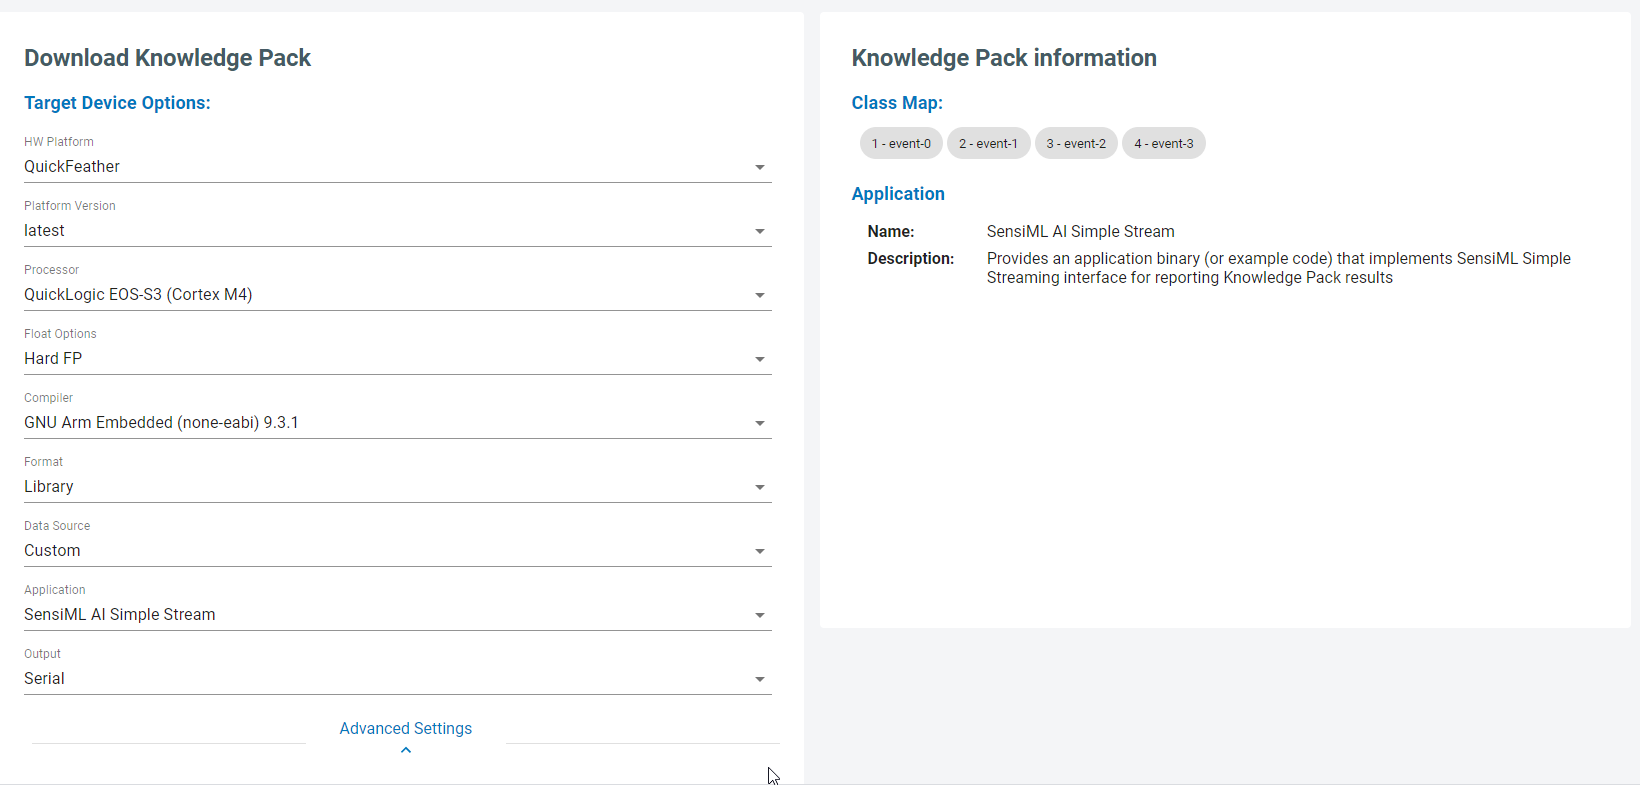 Download Knowledge Pack
Target Device Options:
HW Platform
QuickFeather
Platform Version
latest
Processor
QuickLogic EOS-S3 (Cortex M4)
Float Options
Hard FP
Compiler
GNU Arm Embedded (none-eabi) 9.3.1
Format
Library
Data Source
Custom
Application
SensiML AI Simple Stream
Output
Serial
Advanced Settings
Knowledge Pack information
Class Map:
1 - event-0 2 - event-1 3 - event-2 4 - event-3
Application
Name: SensiML AI Simple Stream
Description: Provides an application binary (or example code) that implements SensiML Simple
Streaming interface for reporting Knowledge Pack results